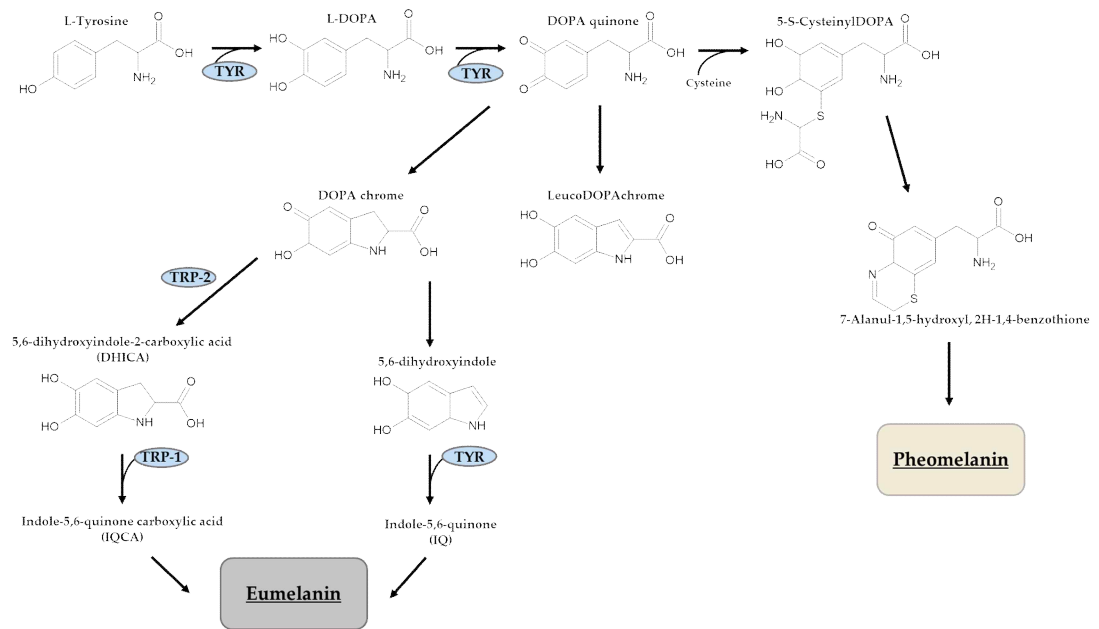 L-Tyrosine
L-DOPA
DOPA quinone
5-S-CysteinylDOPA
O
OH
NH2
HO
TYR
HO
HO
O
OH
NH2
TYR
O
O
O
OH
NH2
Cysteine
HO
HO
O
OH
NH2
S
H2N
HO
O
DOPA chrome
O
HO
NH
O
OH
LeucoDOPAchrome
HO
HO
NH
O
OH
O
O
OH
NH2
N
S
7-Alanul-1,5-hydroxyl, 2H-1,4-benzothione
TRP-2
5,6-dihydroxyindole-2-carboxylic acid
(DHICA)
HO
HO
NH
O
OH
5,6-dihydroxyindole
HO
HO
NH
TRP-1
TYR
Pheomelanin
Indole-5,6-quinone carboxylic acid
(IQCA)
Indole-5,6-quinone
(IQ)
Eumelanin